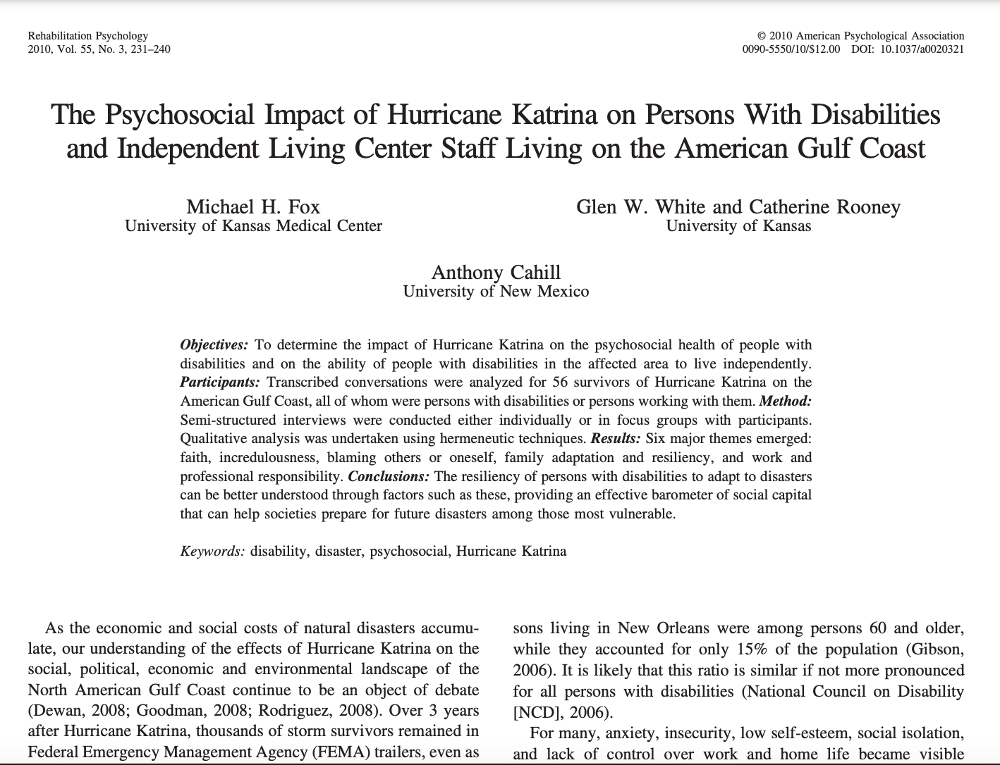 Rehabilitation Psychology
2010, Vol. 55, No. 3, 231–240
© 2010 American Psychological Association
0090-5550/10/$12.00 DOI: 10.1037/a0020321
The Psychosocial Impact of Hurricane Katrina on Persons With Disabilities
and Independent Living Center Staff Living on the American Gulf Coast
Michael H. Fox
University of Kansas Medical Center
Glen W. White and Catherine Rooney
University of Kansas
Anthony Cahill
University of New Mexico
Objectives: To determine the impact of Hurricane Katrina on the psychosocial health of people with
disabilities and on the ability of people with disabilities in the affected area to live independently.
Participants: Transcribed conversations were analyzed for 56 survivors of Hurricane Katrina on the
American Gulf Coast, all of whom were persons with disabilities or persons working with them. Method:
Semi-structured interviews were conducted either individually or in focus groups with participants.
Qualitative analysis was undertaken using hermeneutic techniques. Results: Six major themes emerged:
faith, incredulousness, blaming others or oneself, family adaptation and resiliency, and work and
professional responsibility. Conclusions: The resiliency of persons with disabilities to adapt to disasters
can be better understood through factors such as these, providing an effective barometer of social capital
that can help societies prepare for future disasters among those most vulnerable.
Keywords: disability, disaster, psychosocial, Hurricane Katrina
As the economic and social costs of natural disasters accumu-
late, our understanding of the effects of Hurricane Katrina on the
social, political, economic and environmental landscape of the
North American Gulf Coast continue to be an object of debate
(Dewan, 2008; Goodman, 2008; Rodriguez, 2008). Over 3 years
after Hurricane Katrina, thousands of storm survivors remained in
Federal Emergency Management Agency (FEMA) trailers, even as
sons living in New Orleans were among persons 60 and older,
while they accounted for only 15% of the population (Gibson,
2006). It is likely that this ratio is similar if not more pronounced
for all persons with disabilities (National Council on Disability
[NCD], 2006).
For many, anxiety, insecurity, low self-esteem, social isolation,
and lack of control over work and home life became visible